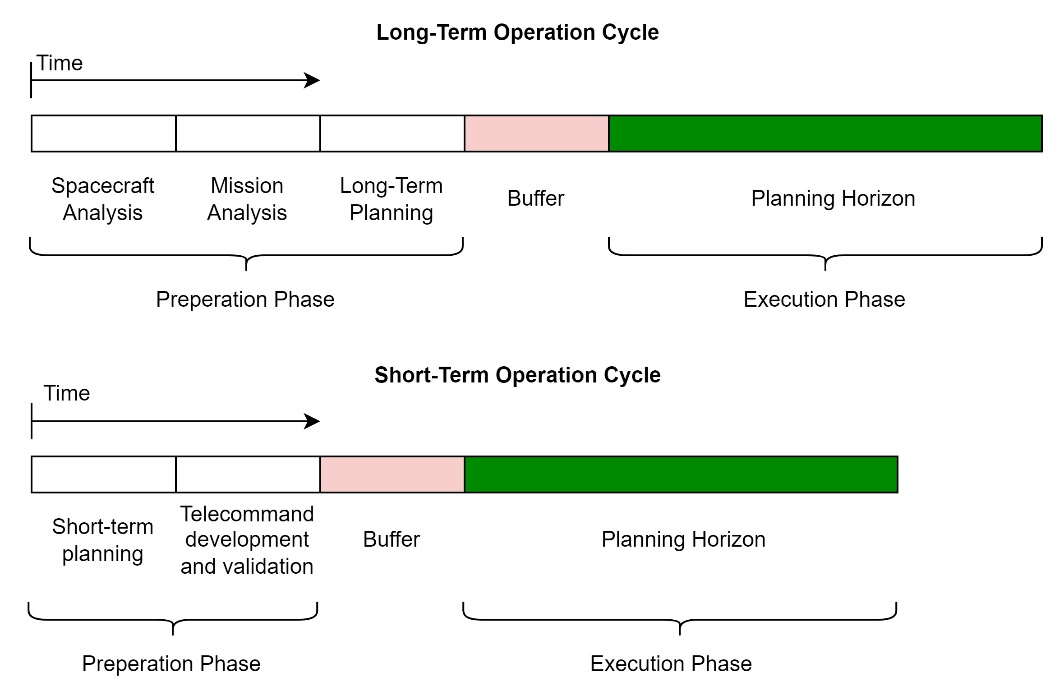 Long-Term Operation Cycle
Time
Spacecraft
Analysis
Mission
Analysis
Long-Term
Planning
Buffer
Planning Horizon
Preperation Phase
Execution Phase
Short-Term Operation Cycle
Time
Short-term
planning
Telecommand
development
and validation
Buffer
Planning Horizon
Preperation Phase
Execution Phase